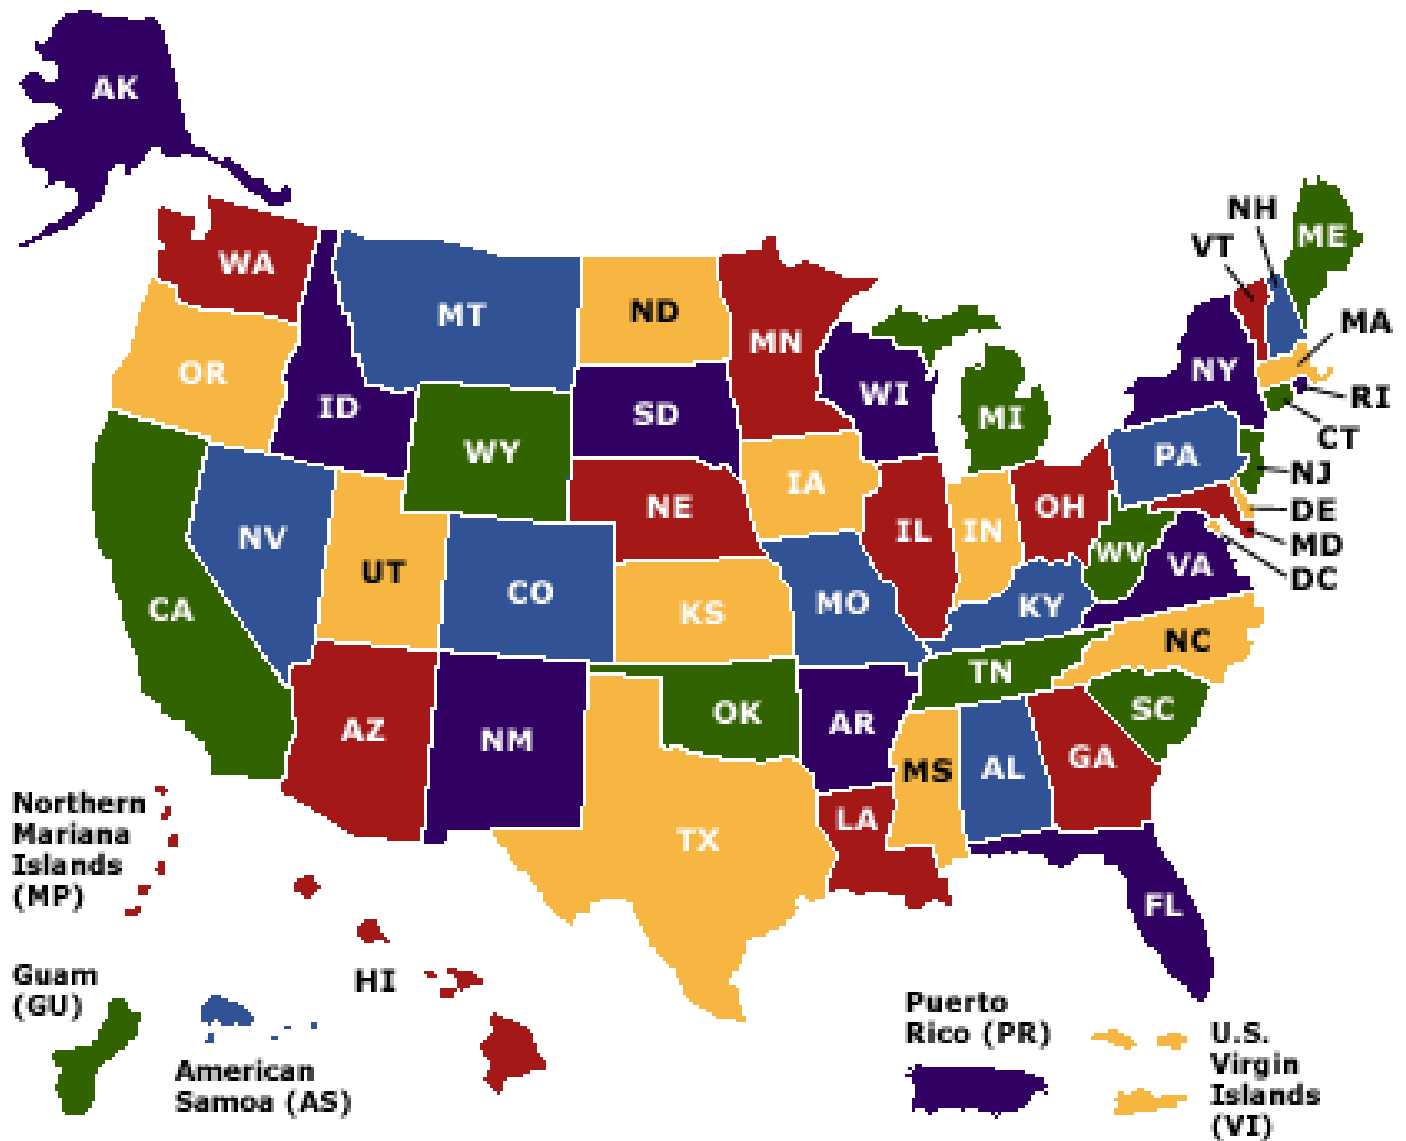 AK
NH
ME
VT
WA
MT
ND
MN
MA
OR
ID
SD
WI
NY
RI
MI
CT
WY
PA
NJ
NE
IA
OH
DE
NV
IL
IN
MD
UT
CO
WV
VA
DC
CA
KS
MO
KY
NC
TN
AZ
NM
OK
AR
SC
MS
AL
GA
TX
LA
FL
Northern
Mariana
Islands
(MP)
HI
Guam
(GU)
American
Samoa (AS)
Puerto
Rico (PR)
U.S.
Virgin
Islands
(VI)